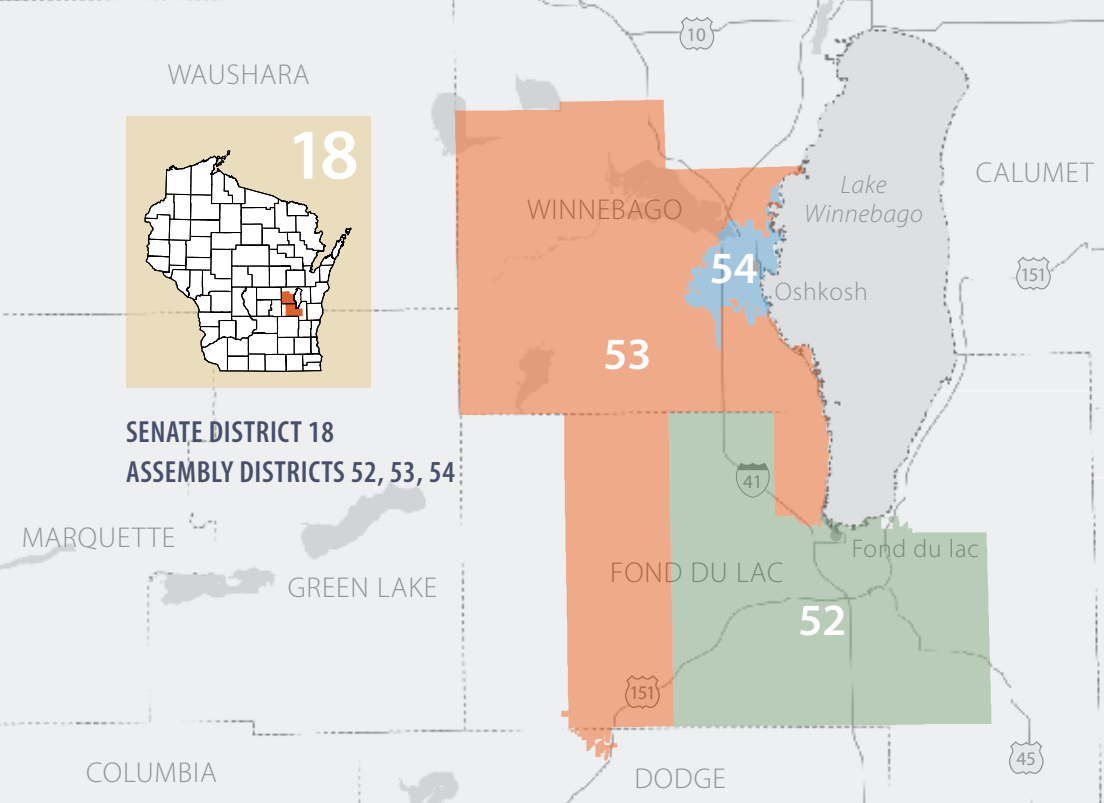 10
WAUSHARA
18
CALUMET
Lake
Winnebago
WINNEBAGO
54
151
Oshkosh
53
SENATE DISTRICT 18
ASSEMBLY DISTRICTS 52, 53, 54
41
MARQUETTE
Fond du lac
FOND DU LAC
GREEN LAKE
52
151
45
COLUMBIA
DODGE